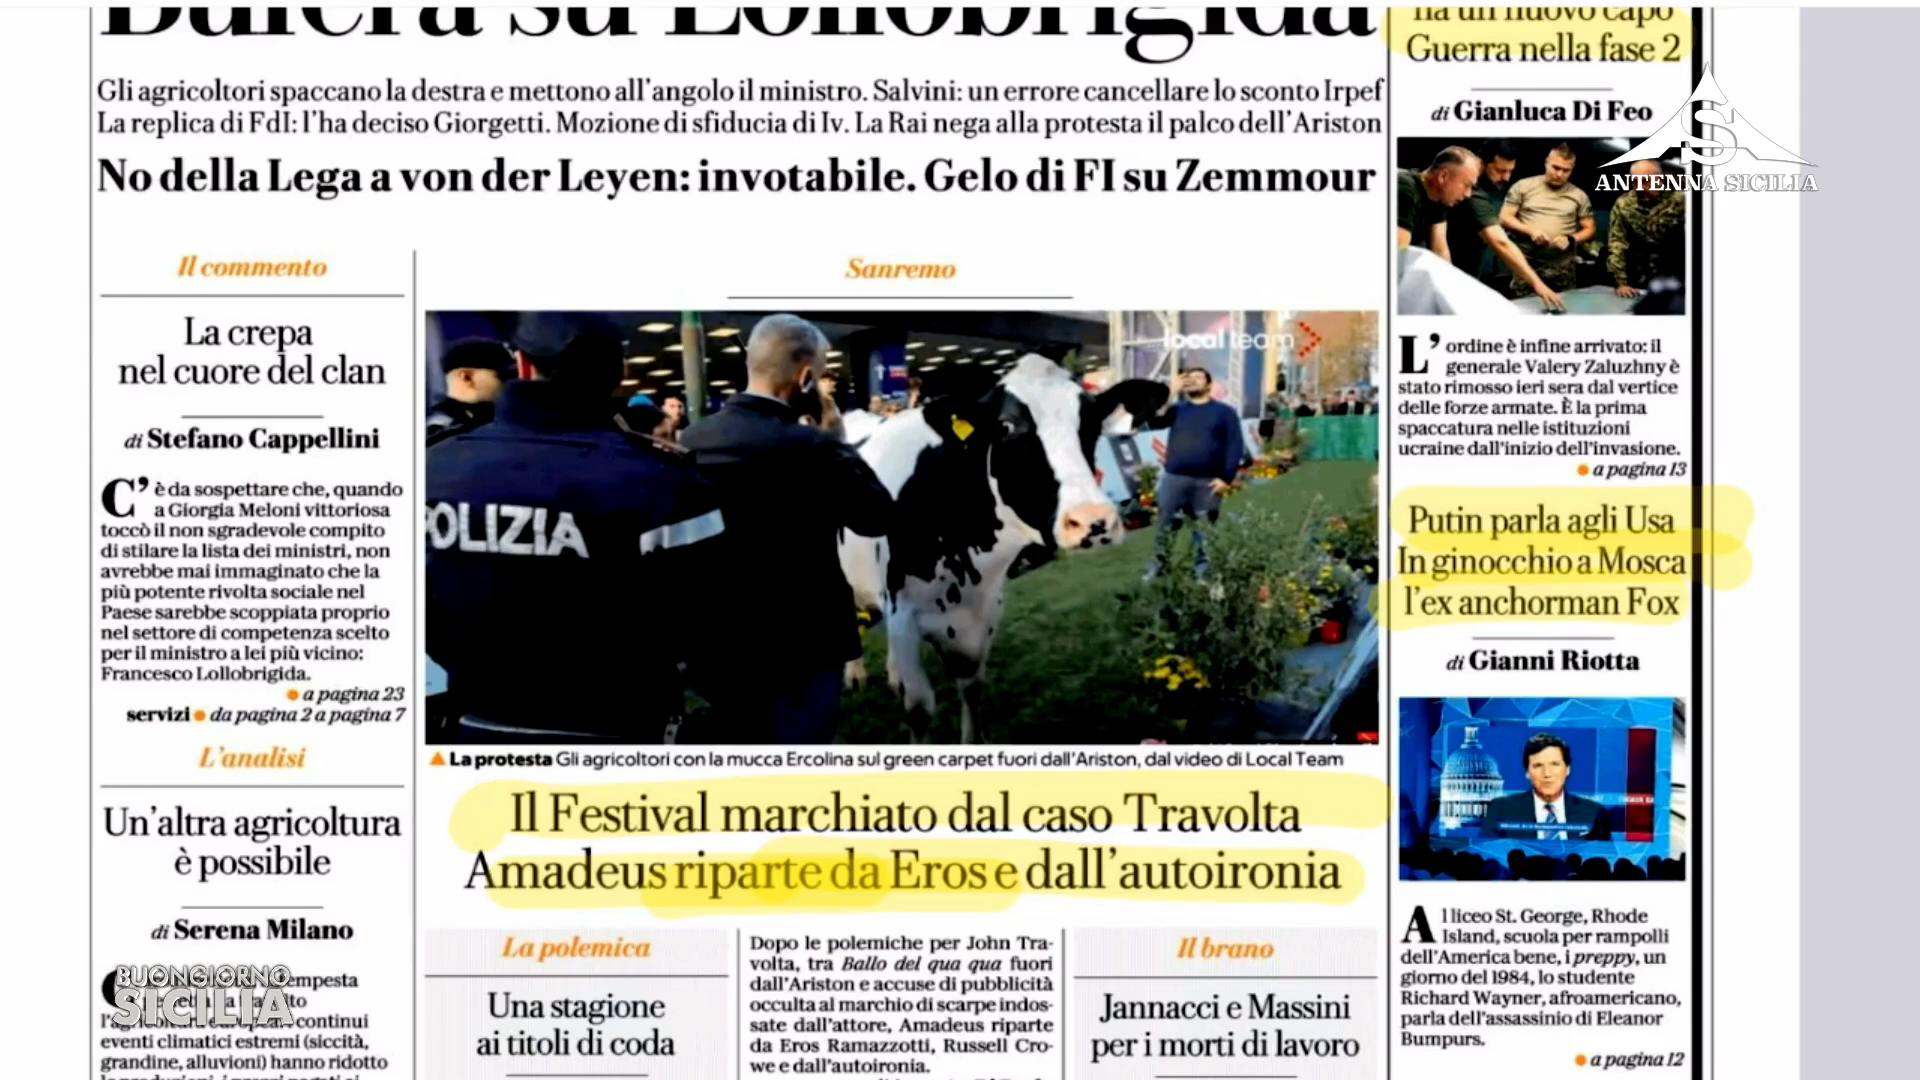 Bufera su Lollobrigida
Gli agricoltori spaccano la destra e mettono all'angolo il ministro. Salvini: un errore cancellare lo sconto Irpef
La replica di FdI: l'ha deciso Giorgetti. Mozione di sfiducia di Iv. La Rai nega alla protesta il palco dell'Ariston
No della Lega a von der Leyen: invotabile. Gelo di FI su Zemmour
Il commento
La crepa
nel cuore del clan
di Stefano Cappellini
C'è da sospettare che, quando
a Giorgia Meloni vittoriosa
toccò il non sgradevole compito
di stilare la lista dei ministri, non
avrebbe mai immaginato che la
più potente rivolta sociale nel
Paese sarebbe scoppiata proprio
nel settore di competenza scelto
per il ministro a lei più vicino:
Francesco Lollobrigida.
a pagina 23
servizi da pagina 2 a pagina 7
L'analisi
Un'altra agricoltura
è possibile
di Serena Milano
BUONGIORNO
SICILIA
continui
eventi climatici estremi (siccità,
grandine, alluvioni) hanno ridotto
Sanremo
local team
POLIZIA
La protesta Gli agricoltori con la mucca Ercolina sul green carpet fuori dall'Ariston, dal video di Local Team
Il Festival marchiato dal caso Travolta
Amadeus riparte da Eros e dall'autoironia
La polemica
Una stagione
ai titoli di coda
Dopo le polemiche per John Tra-
volta, tra Ballo del qua qua fuori
dall'Ariston e accuse di pubblicità
occulta al marchio di scarpe indos-
sate dall'attore, Amadeus riparte
da Eros Ramazzotti, Russell Cro-
we e dall'autoironia.
Il brano
Jannacci e Massini
per i morti di lavoro
ha un nuovo capo
Guerra nella fase 2
di Gianluca Di Feo
S
ANTENNA SICILIA
L'ordine è infine arrivato: il
generale Valery Zaluzhny è
stato rimosso ieri sera dal vertice
delle forze armate. È la prima
spaccatura nelle istituzioni
ucraine dall'inizio dell'invasione.
a pagina 13
Putin parla agli Usa
In ginocchio a Mosca
l'ex anchorman Fox
di Gianni Riotta
Al liceo St. George, Rhode
Island, scuola per rampolli
dell'America bene, i preppy, un
giorno del 1984, lo studente
Richard Wayner, afroamericano,
parla dell'assassinio di Eleanor
Bumpurs.
a pagina 12